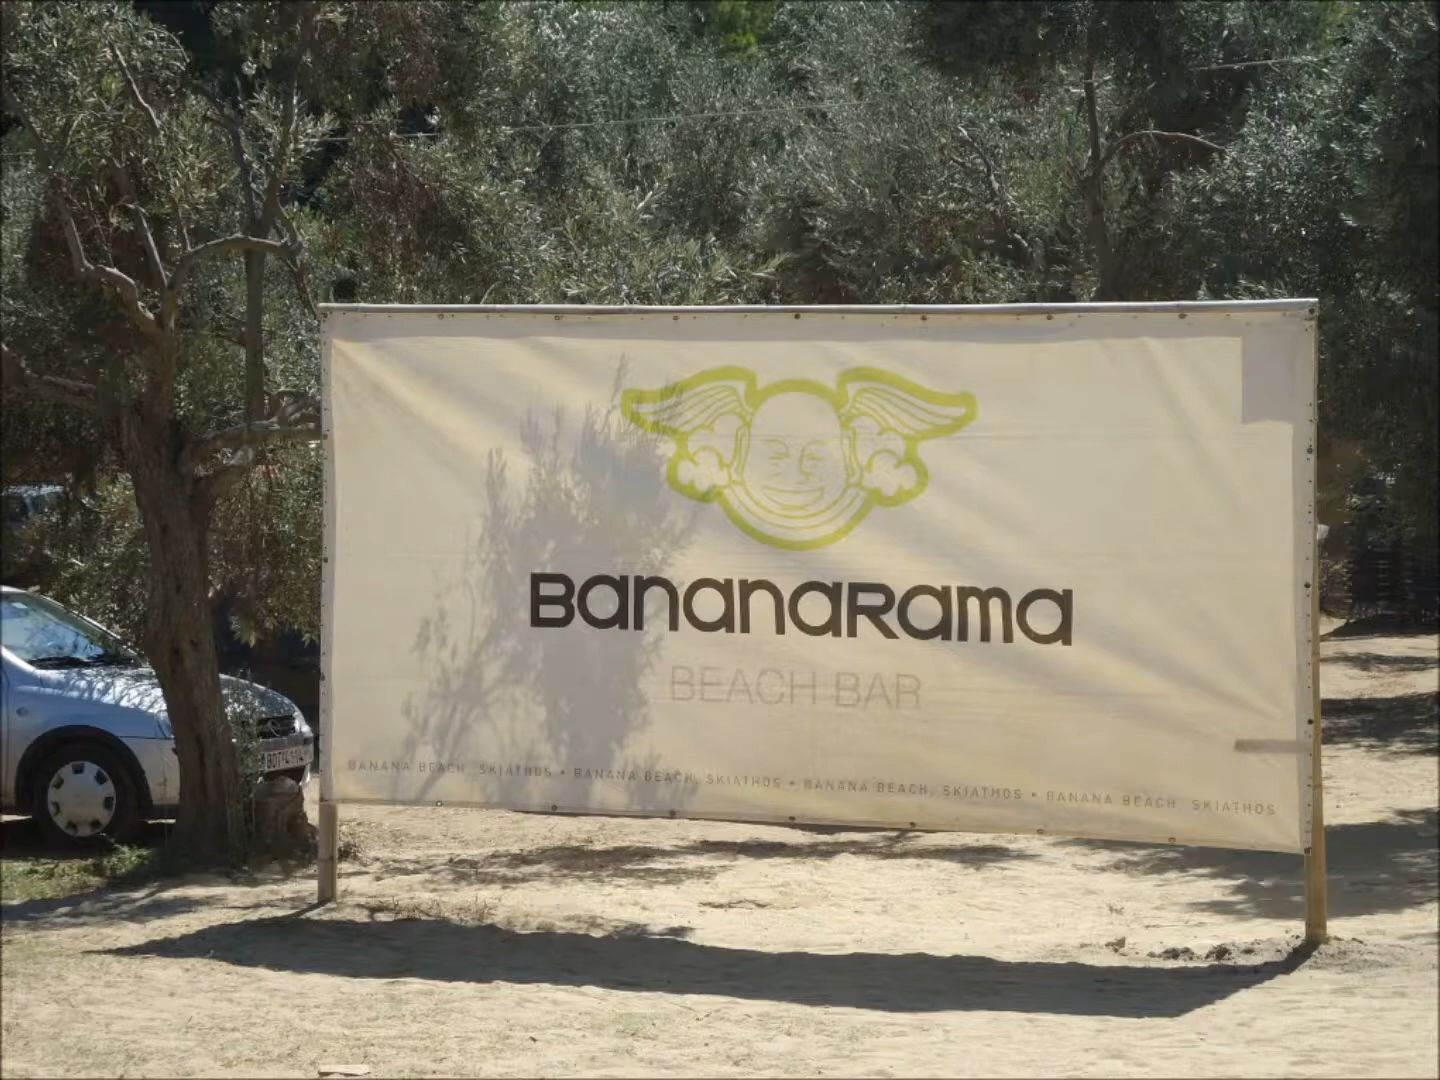 BananaRama
BEACH BAR
BANANA BEACH, SKIATHOS • BANANA BEACH, SKIATHOS • BANANA BEACH, SKIATHOS • BANANA BEACH, SKIATHOS